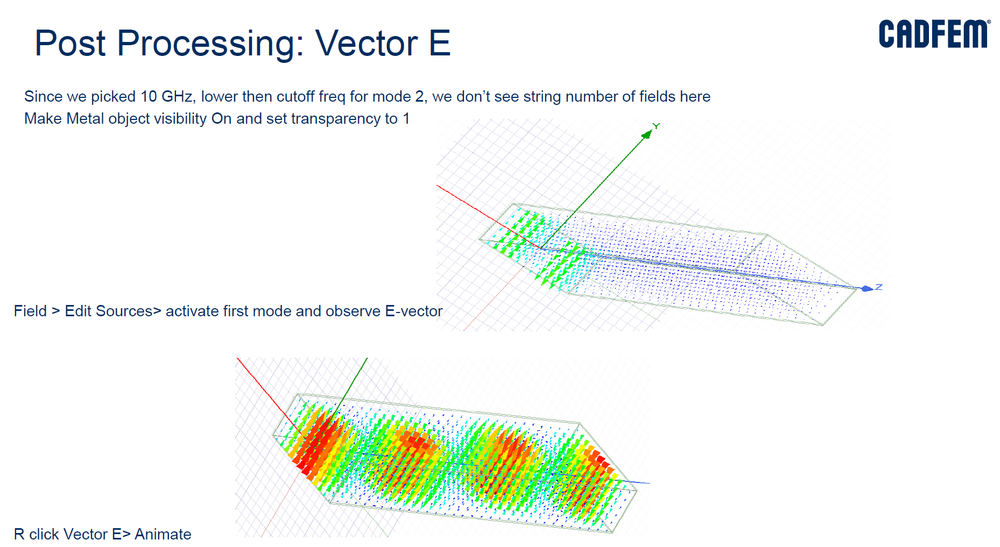 Post Processing: Vector E
CADFEM®
Since we picked 10 GHz, lower then cutoff freq for mode 2, we don’t see string number of fields here
Make Metal object visibility On and set transparency to 1
Y
Z
Field > Edit Sources> activate first mode and observe E-vector
R click Vector E> Animate